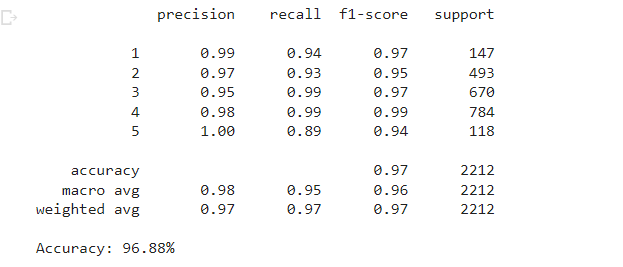 precision recall f1-score support
1 0.99 0.94 0.97 147
2 0.97 0.93 0.95 493
3 0.95 0.99 0.97 670
4 0.98 0.99 0.99 784
5 1.00 0.89 0.94 118
accuracy 0.97 2212
macro avg 0.98 0.95 0.96 2212
weighted avg 0.97 0.97 0.97 2212
Accuracy: 96.88%